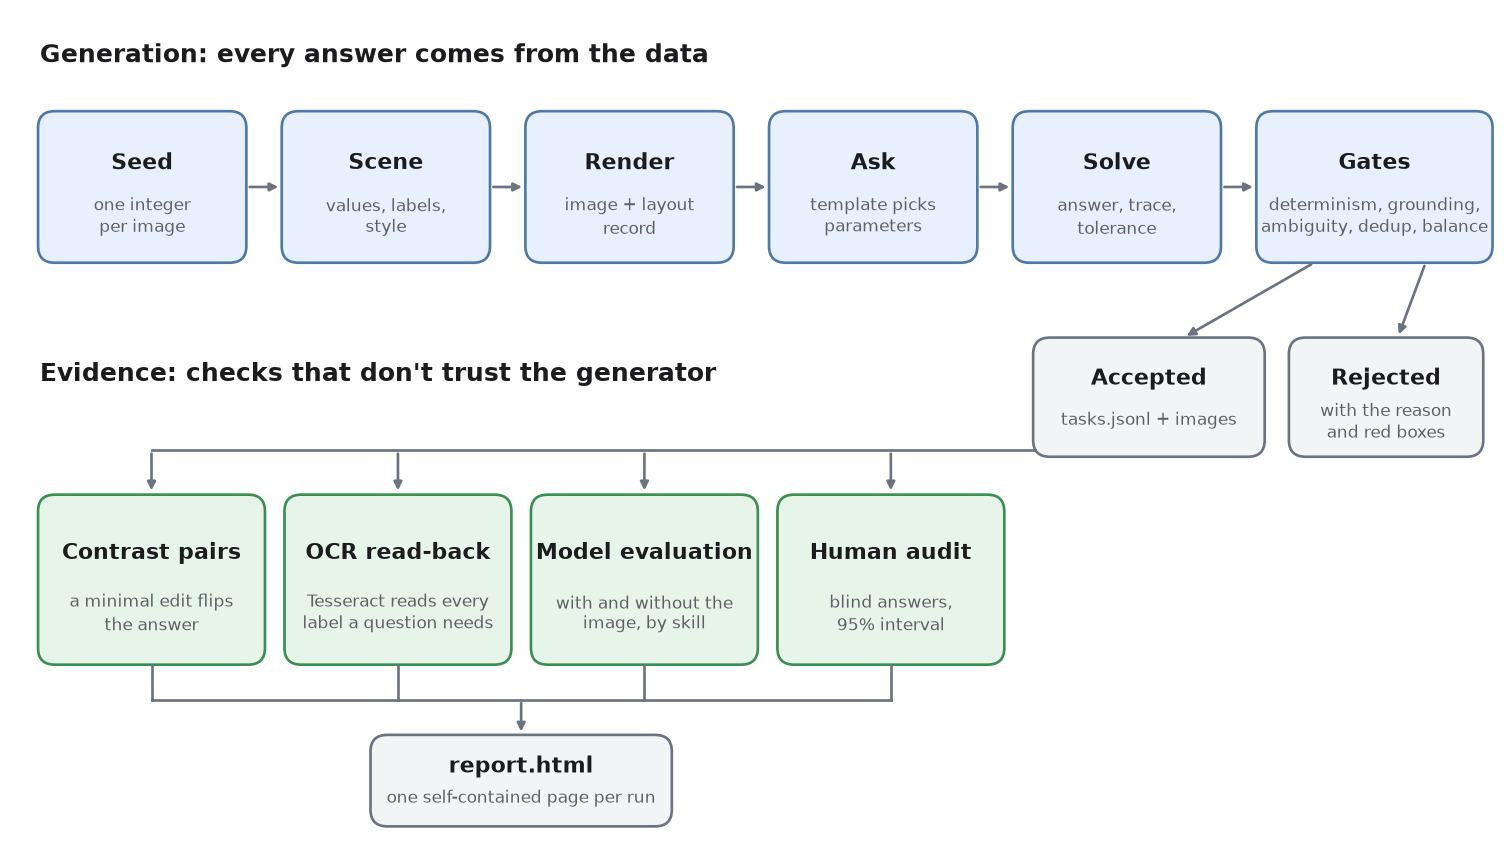 Generation: every answer comes from the data
Seed
one integer
per image
Scene
values, labels,
style
Render
image + layout
record
Ask
template picks
parameters
Solve
answer, trace,
tolerance
Gates
determinism, grounding,
ambiguity, dedup, balance
Accepted
tasks.jsonl + images
Rejected
with the reason
and red boxes
Evidence: checks that don't trust the generator
Contrast pairs
a minimal edit flips
the answer
OCR read-back
Tesseract reads every
label a question needs
Model evaluation
with and without the
image, by skill
Human audit
blind answers,
95% interval
report.html
one self-contained page per run